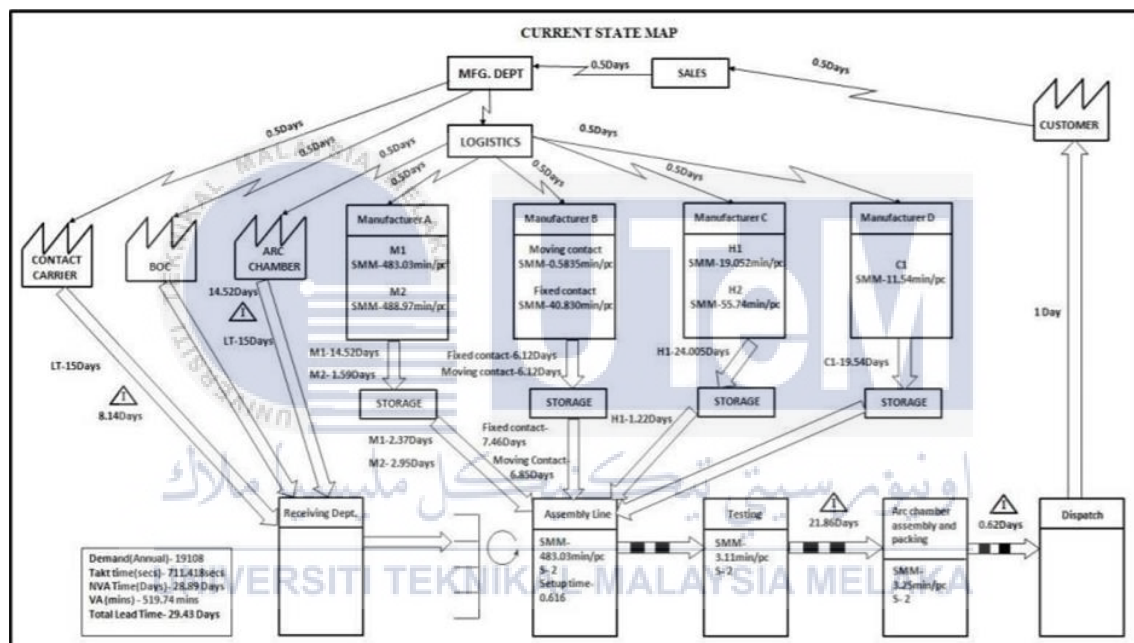 CURRENT STATE MAP
MFG. DEPT
0.5Days
SALES
0.5Days
CUSTOMER
LOGISTICS
0.5Days
0.5Days
0.5Days
0.5Days
0.5Days
0.5Days
0.5Days
CONTACT
CARRIER
BOC
ARC
CHAMBER
Manufacturer A
M1
SMM-483.03min/pc
M2
SMM-488.97min/pc
Manufacturer B
Moving contact
SMM-0.5835min/pc
Fixed contact
SMM-40.830min/pc
Manufacturer C
H1
SMM-19.052min/pc
H2
SMM-55.74min/pc
Manufacturer D
C1
SMM-11.54min/pc
1 Day
14.52Days
I
LT-15Days
LT-15Days
I
8.14Days
M1-14.52Days
M2-1.59Days
Fixed contact-6.12Days
Moving contact-6.12Days
H1-24.005Days
C1-19.54Days
STORAGE
STORAGE
STORAGE
STORAGE
M1-2.37Days
M2- 2.95Days
Fixed contact-
7.46Days
Moving Contact-
6.85Days
H1-1.22Days
Receiving Dept.
Assembly Line
SMM-
483.03min/pc
S- 2
Setup time-
0.616
Testing
SMM-
3.11min/pc
S- 2
I
21.86Days
Arc chamber
assembly and
packing
SMM-
3.25min/pc
S- 2
I
0.62Days
Dispatch
Demand(Annual)- 19108
Takt time(secs)- 711.418secs
NVA Time(Days)- 28.89 Days
VA (mins) - 519.74 mins
Total Lead Time- 29.43 Days
UTeM
UNIVERSITI TEKNIKAL MALAYSIA MELAKA
اونيورسيتي تيكنيكل مليسيا ملاك
UNIVERSITI TEKNIKAL MALAYSIA MELAKA